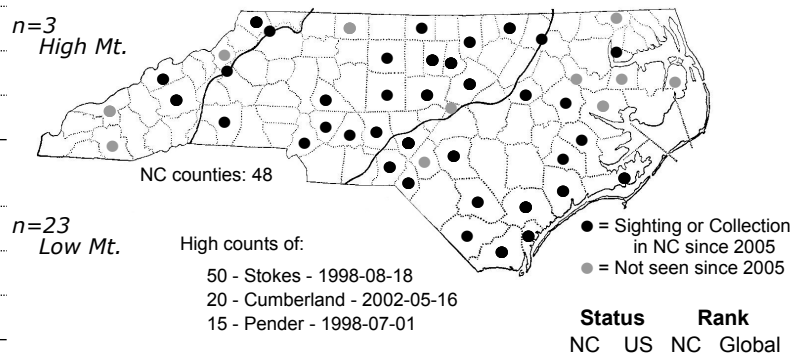 n=3
High Mt.
NC counties: 48
n=23
Low Mt.
High counts of:
50 - Stokes - 1998-08-18
20 - Cumberland - 2002-05-16
15 - Pender - 1998-07-01
= Sighting or Collection
in NC since 2005
= Not seen since 2005
Status Rank
NC US NC Global